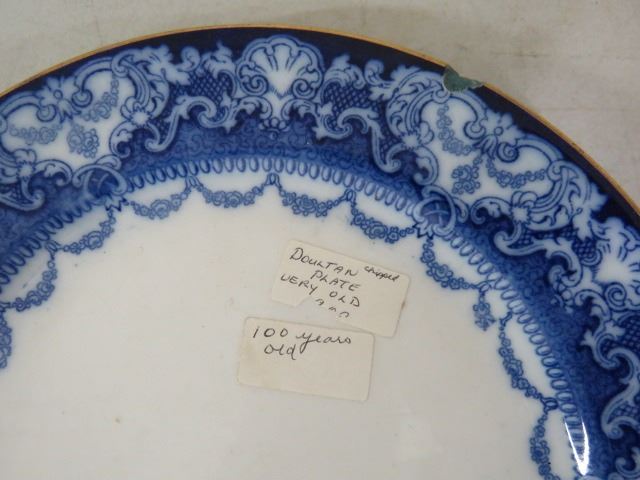 DOULTAN chipped
PLATE
VERY OLD
???
100 years
old